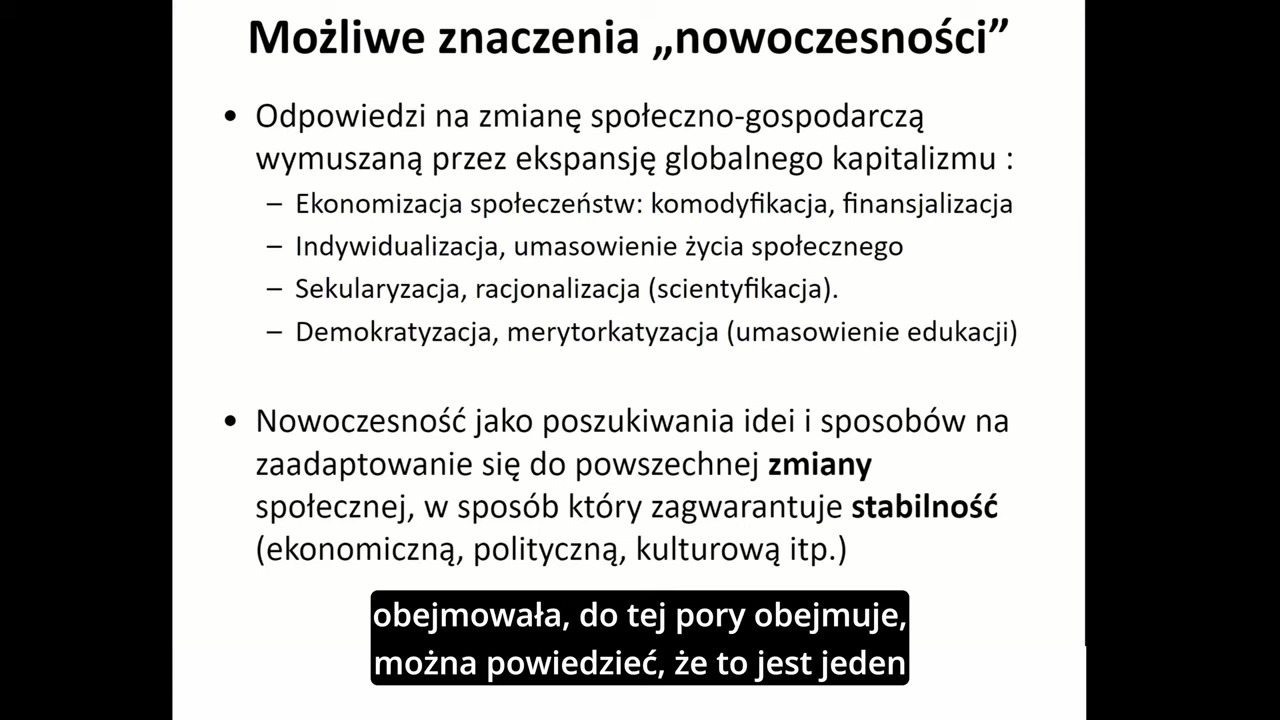 Możliwe znaczenia „nowoczesności”
• Odpowiedzi na zmianę społeczno-gospodarczą
wymuszaną przez ekspansję globalnego kapitalizmu :
– Ekonomizacja społeczeństw: komodyfikacja, finansjalizacja
– Indywidualizacja, umasowienie życia społecznego
– Sekularyzacja, racjonalizacja (scientyfikacja).
– Demokratyzacja, merytorkatyzacja (umasowienie edukacji)
• Nowoczesność jako poszukiwania idei i sposobów na
zaadaptowanie się do powszechnej zmiany
społecznej, w sposób który zagwarantuje stabilność
(ekonomiczną, polityczną, kulturową itp.)
obejmowała, do tej pory obejmuje,
można powiedzieć, że to jest jeden